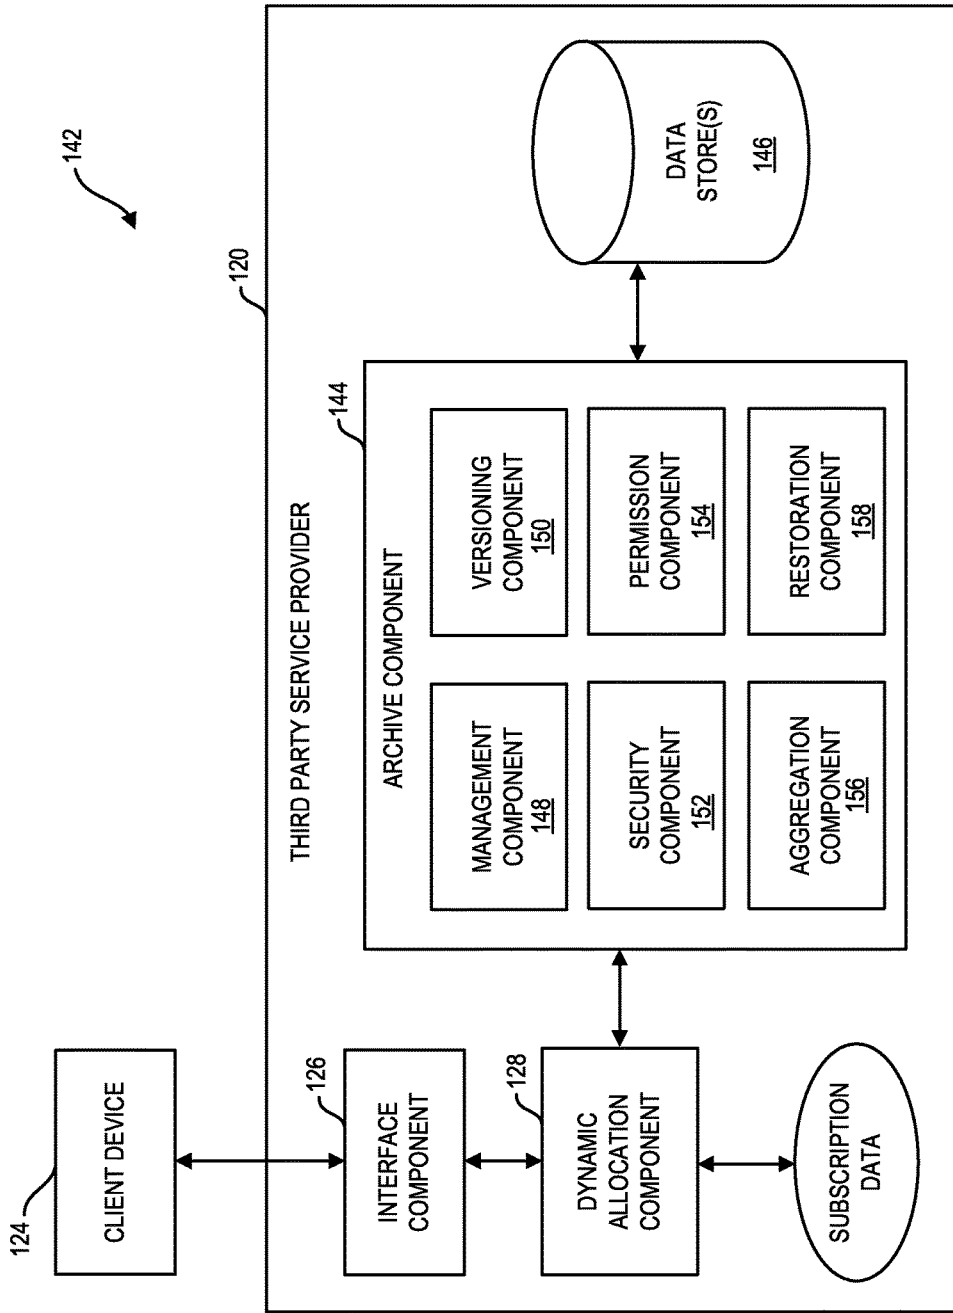 142
124
CLIENT DEVICE
120
THIRD PARTY SERVICE PROVIDER
126
INTERFACE
COMPONENT
128
DYNAMIC
ALLOCATION
COMPONENT
SUBSCRIPTION
DATA
144
ARCHIVE COMPONENT
MANAGEMENT
COMPONENT
148
VERSIONING
COMPONENT
150
SECURITY
COMPONENT
152
PERMISSION
COMPONENT
154
AGGREGATION
COMPONENT
156
RESTORATION
COMPONENT
158
DATA
STORE(S)
146